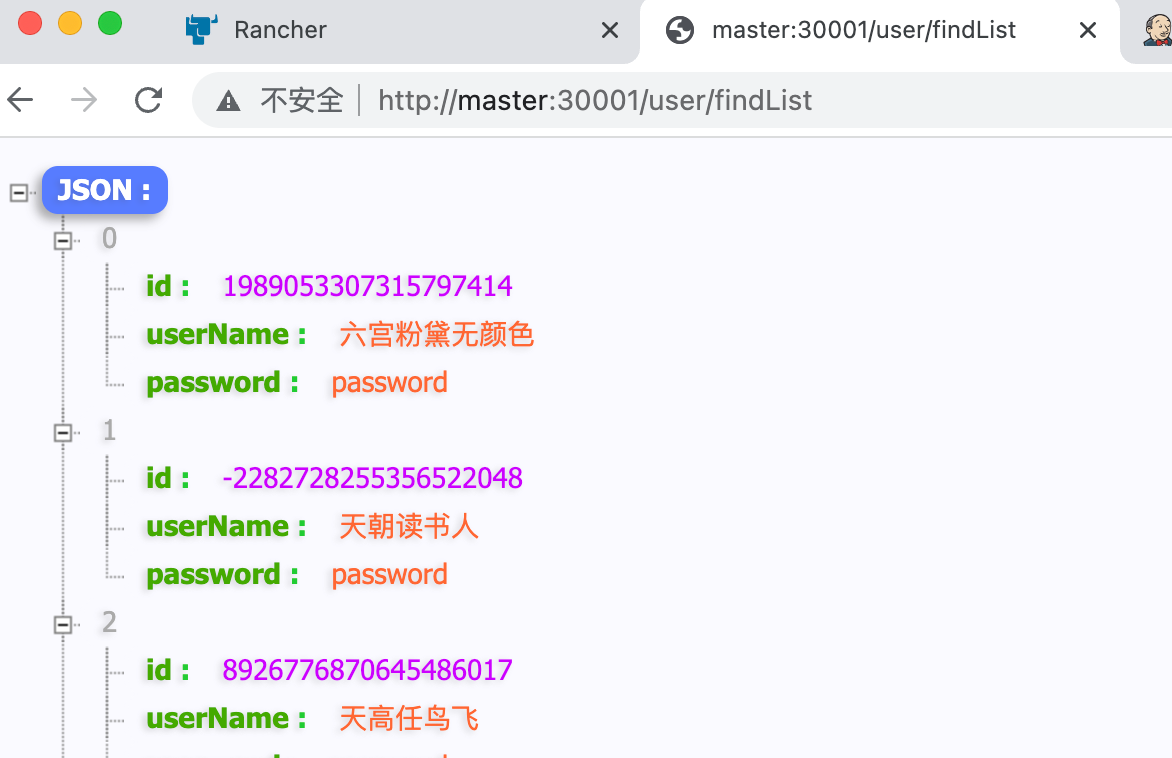 Rancher
master:30001/user/findList
不安全 http://master:30001/user/findList
JSON :
0
id : 1989053307315797414
userName : 六宫粉黛无颜色
password : password
1
id : -2282728255356522048
userName : 天朝读书人
password : password
2
id : 8926776870645486017
userName : 天高任鸟飞